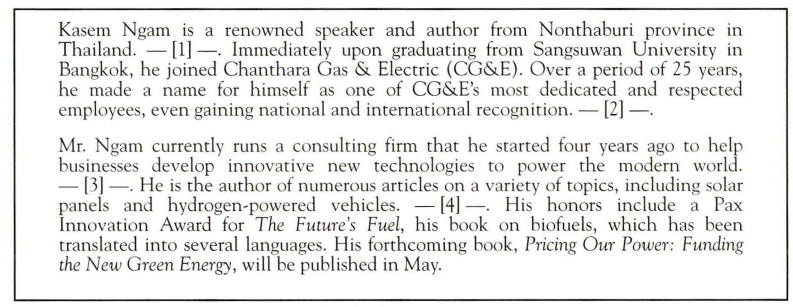 Kasem Ngam is a renowned speaker and author from Nonthaburi province in
Thailand. — [1] —. Immediately upon graduating from Sangsuwan University in
Bangkok, he joined Chanthara Gas & Electric (CG&E). Over a period of 25 years,
he made a name for himself as one of CG&E's most dedicated and respected
employees, even gaining national and international recognition. — [2] —.
Mr. Ngam currently runs a consulting firm that he started four years ago to help
businesses develop innovative new technologies to power the modern world.
— [3] —. He is the author of numerous articles on a variety of topics, including solar
panels and hydrogen-powered vehicles. — [4] —. His honors include a Pax
Innovation Award for The Future's Fuel, his book on biofuels, which has been
translated into several languages. His forthcoming book, Pricing Our Power: Funding
the New Green Energy, will be published in May.